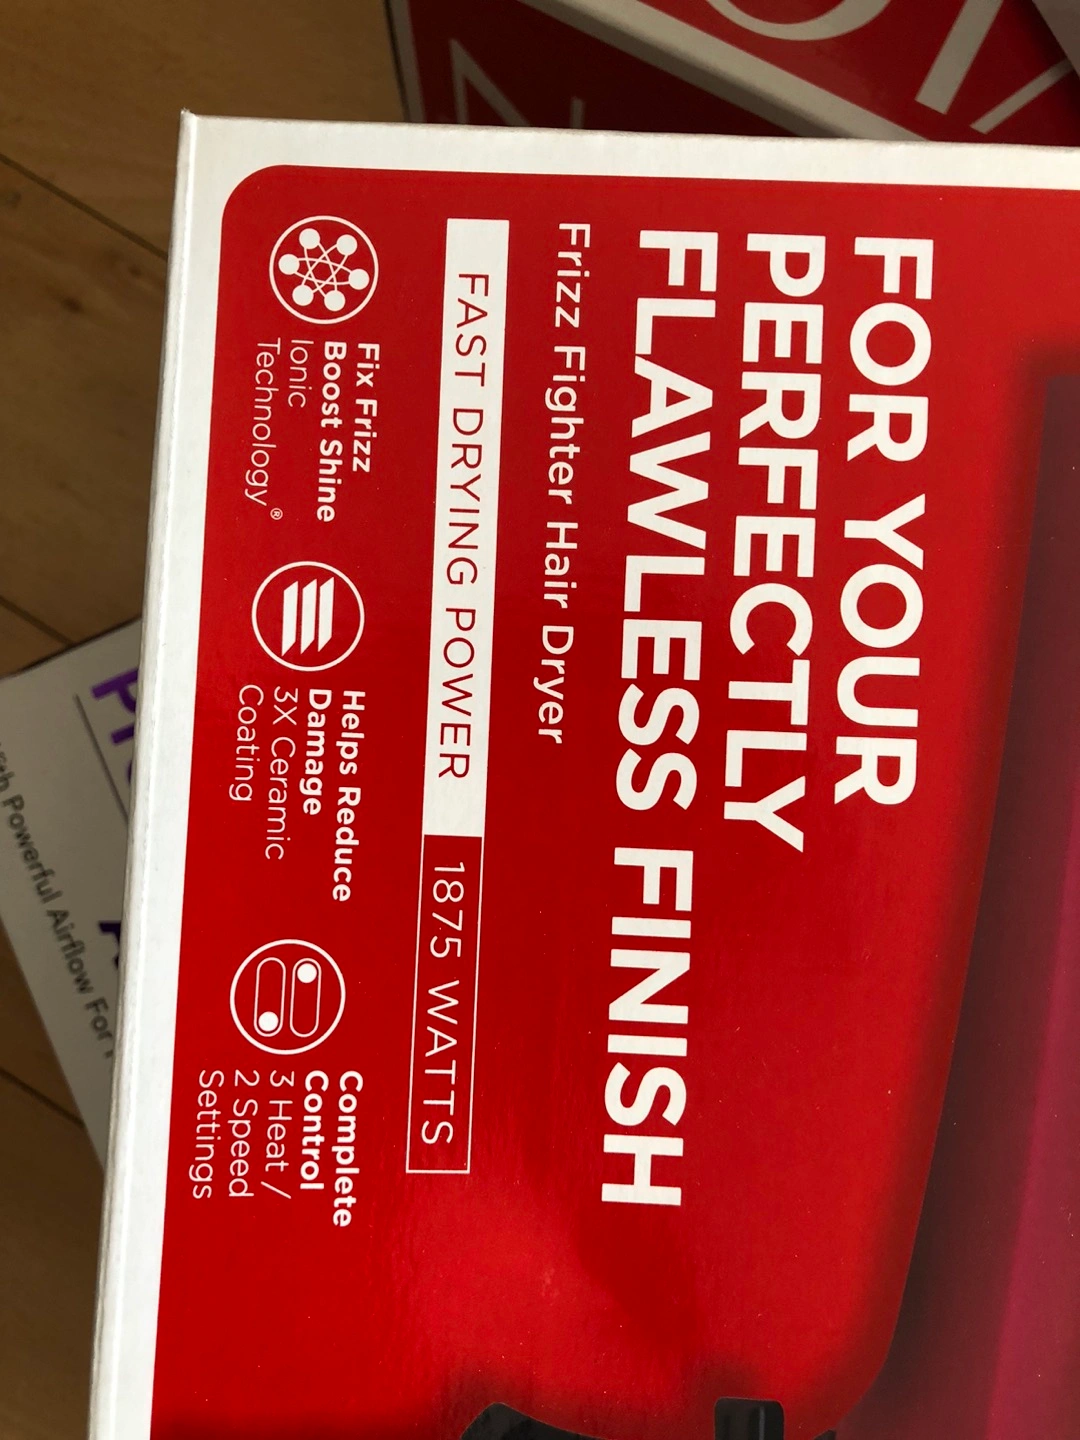 FOR YOUR
PERFECTLY
FLAWLESS FINISH
Frizz Fighter Hair Dryer
FAST DRYING POWER 1875 WATTS
Fix Frizz
Boost Shine
Ionic
Technology®
Helps Reduce
Damage
3X Ceramic
Coating
Complete
Control
3 Heat /
2 Speed
Settings
Powerful Airflow For